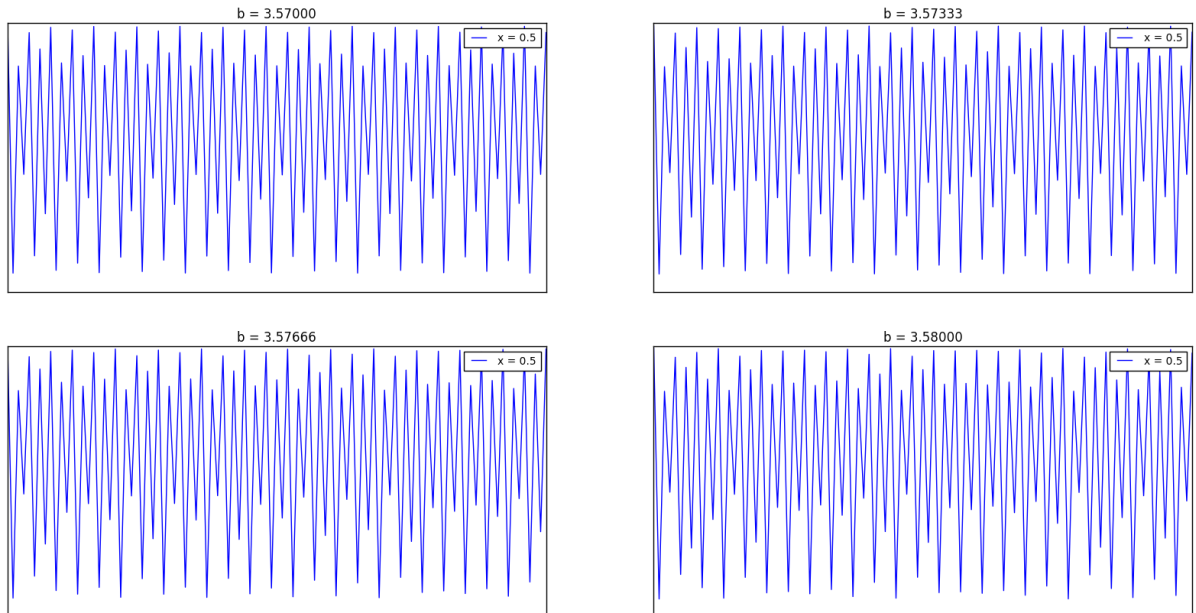 b = 3.57000
x = 0.5
b = 3.57333
x = 0.5
b = 3.57666
x = 0.5
b = 3.58000
x = 0.5